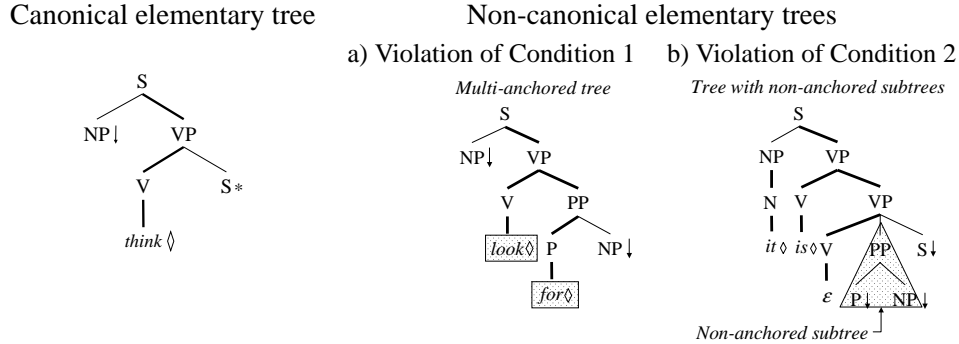 Canonical elementary tree
S
NP↓ VP
V S*
think◊
Non-canonical elementary trees
a) Violation of Condition 1
Multi-anchored tree
S
NP↓ VP
V PP
look◊ P NP↓
for◊
b) Violation of Condition 2
Tree with non-anchored subtrees
S
NP VP
N V VP
it◊ is◊ V PP S↓
ε P↓ NP↓
Non-anchored subtree